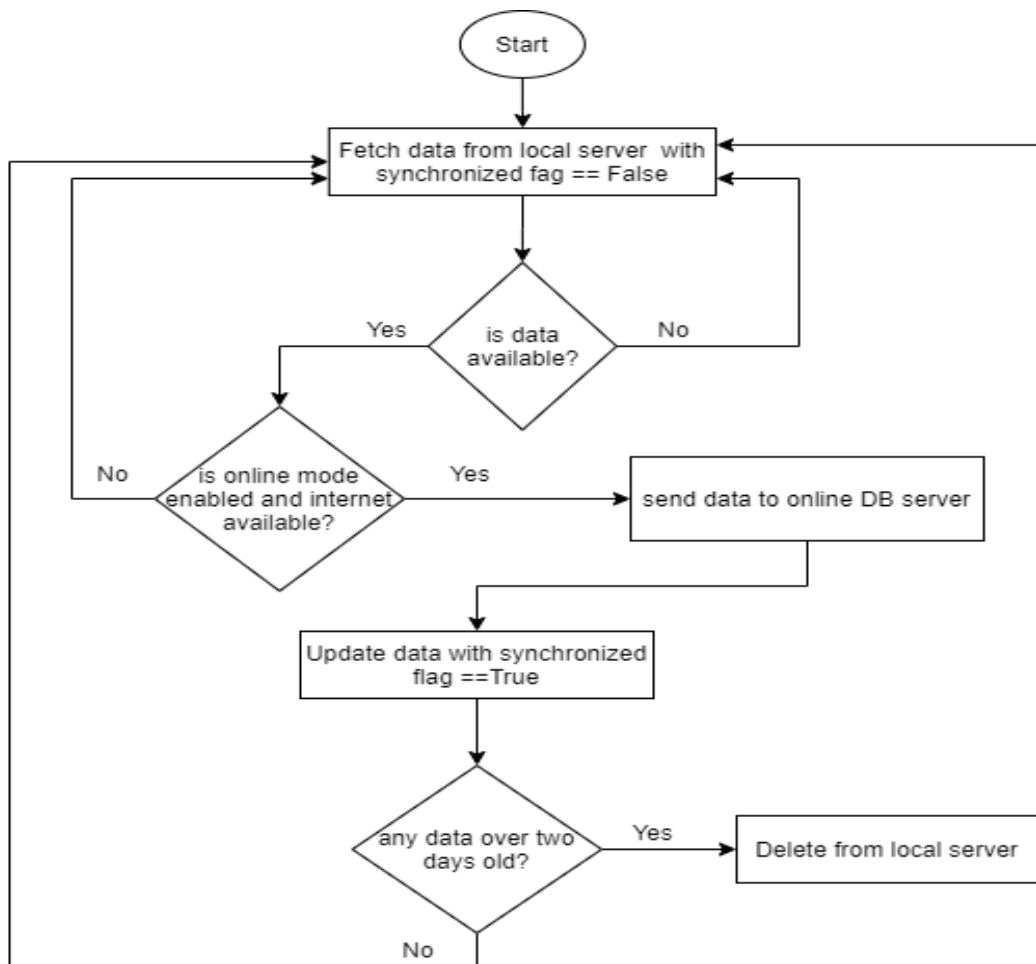 Start
Fetch data from local server with
synchronized fag == False
is data
available?
Yes
No
is online mode
enabled and internet
available?
No
Yes
send data to online DB server
Update data with synchronized
flag ==True
any data over two
days old?
Yes
Delete from local server
No